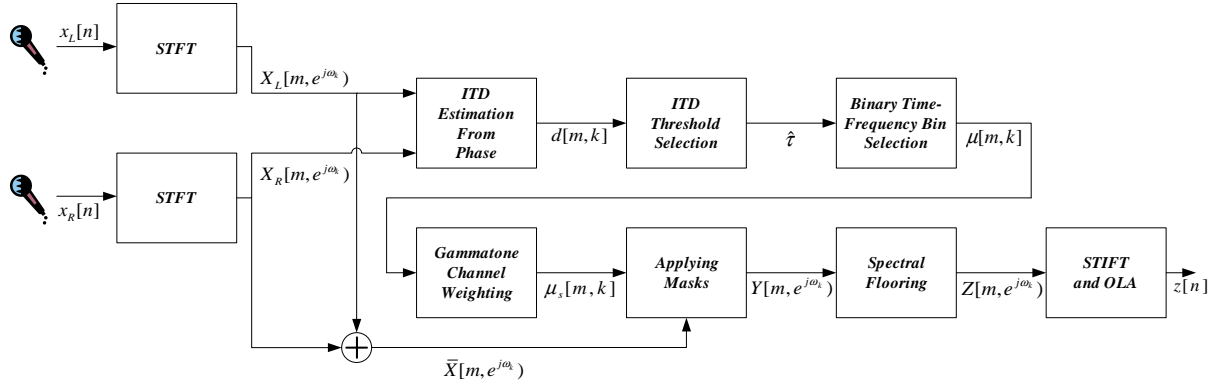 x_L[n]
STFT
X_L[m, e^{jω_k})
ITD
Estimation
From
Phase
d[m, k]
ITD
Threshold
Selection
τ̂
Binary Time-
Frequency Bin
Selection
μ[m, k]
x_R[n]
STFT
X_R[m, e^{jω_k})
Gammatone
Channel
Weighting
μ_s[m, k]
Applying
Masks
Y[m, e^{jω_k})
Spectral
Flooring
Z[m, e^{jω_k})
STIFT
and OLA
z[n]
+
X̄[m, e^{jω_k})